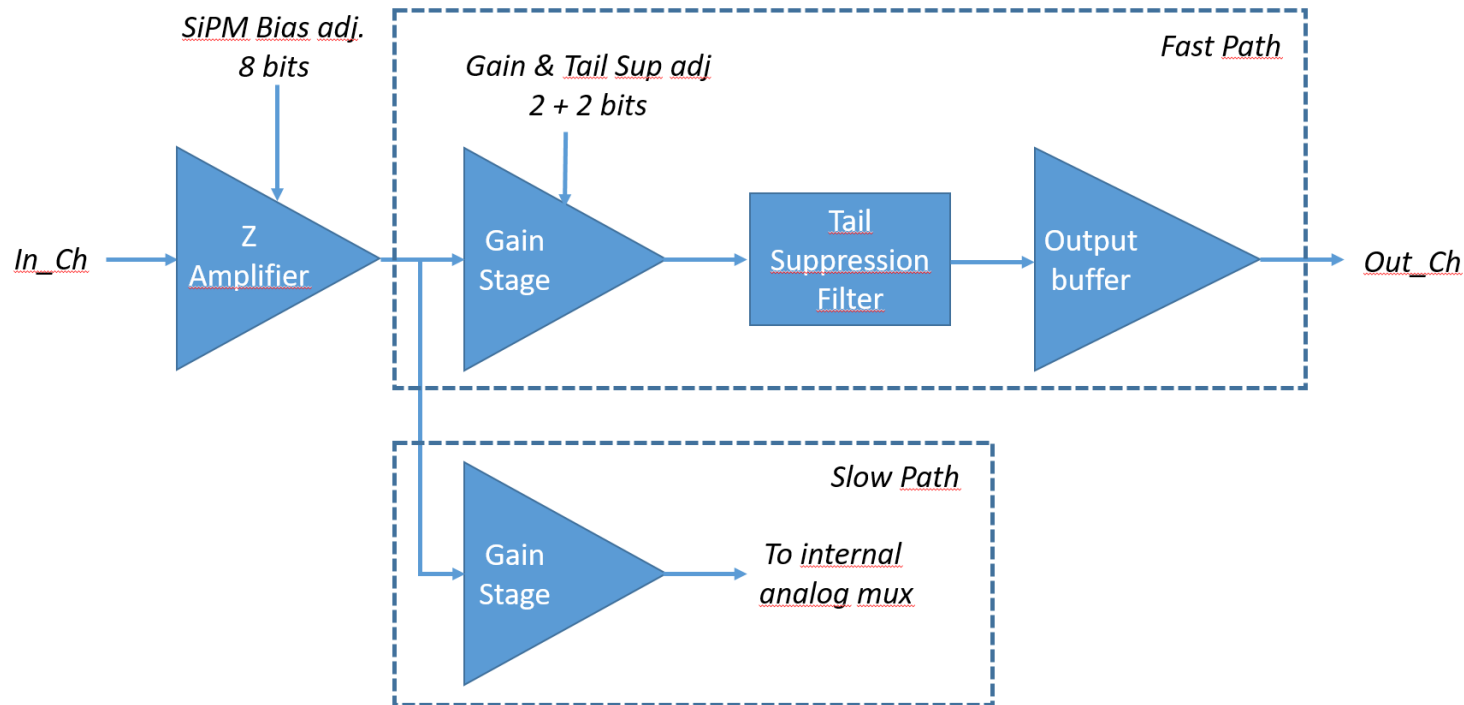 SiPM Bias adj.
8 bits
Fast Path
Gain & Tail Sup adj
2 + 2 bits
In_Ch
Z
Amplifier
Gain
Stage
Tail
Suppression
Filter
Output
buffer
Out_Ch
Slow Path
Gain
Stage
To internal
analog mux